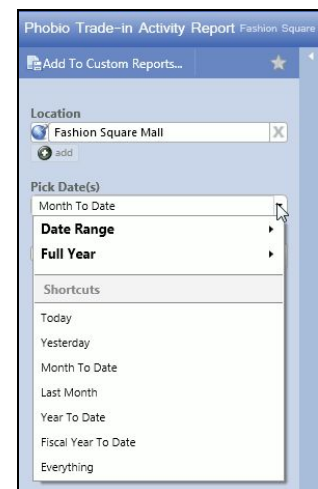 Phobio Trade-in Activity Report Fashion Square
Add To Custom Reports...
Location
Fashion Square Mall X
add
Pick Date(s)
Month To Date
Date Range
Full Year
Shortcuts
Today
Yesterday
Month To Date
Last Month
Year To Date
Fiscal Year To Date
Everything